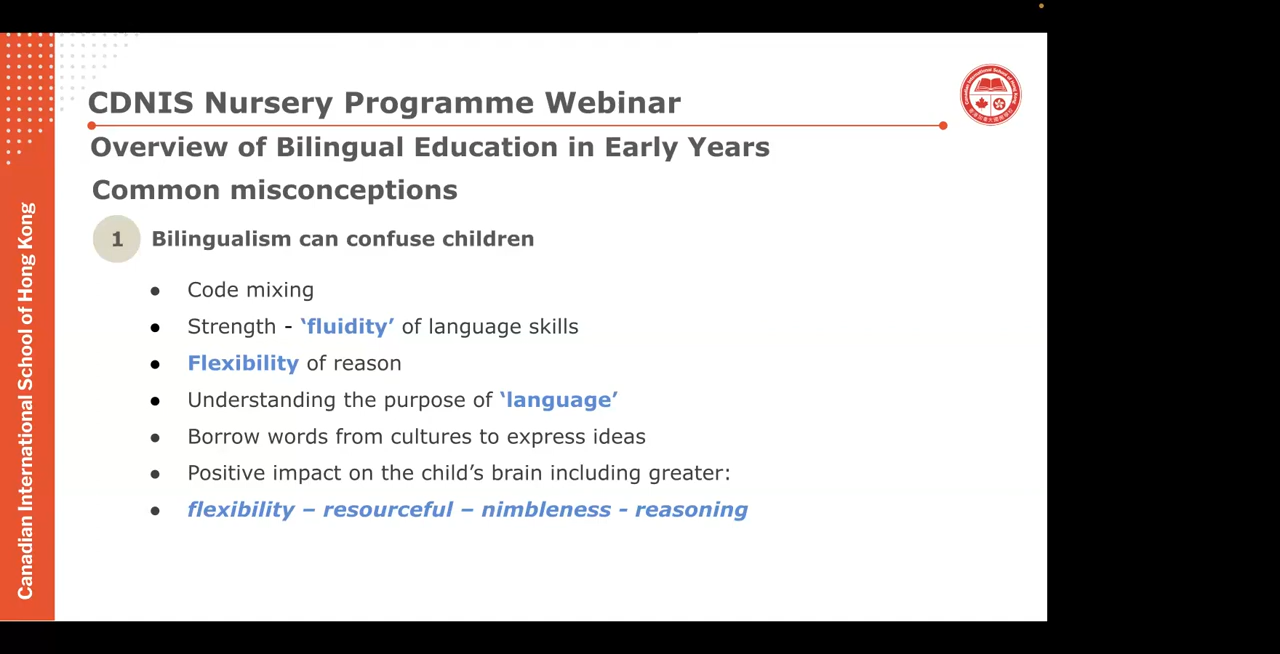 CDNIS Nursery Programme Webinar
Overview of Bilingual Education in Early Years
Common misconceptions
1 Bilingualism can confuse children
● Code mixing
● Strength - ‘fluidity’ of language skills
● Flexibility of reason
● Understanding the purpose of ‘language’
● Borrow words from cultures to express ideas
● Positive impact on the child’s brain including greater:
● flexibility – resourceful – nimbleness - reasoning
Canadian International School of Hong Kong